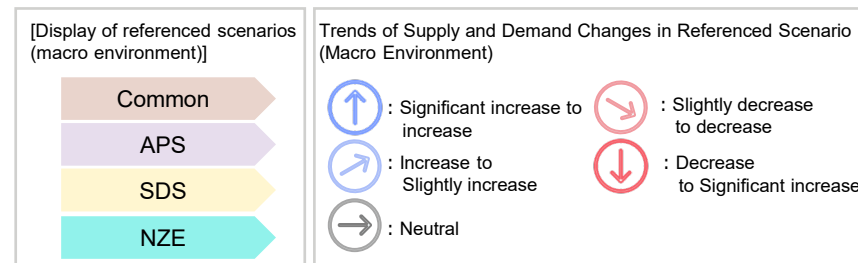 [Display of referenced scenarios
(macro environment)]
Common
APS
SDS
NZE
Trends of Supply and Demand Changes in Referenced Scenario
(Macro Environment)
: Significant increase to
increase
: Increase to
Slightly increase
: Neutral
: Slightly decrease
to decrease
: Decrease
to Significant increase